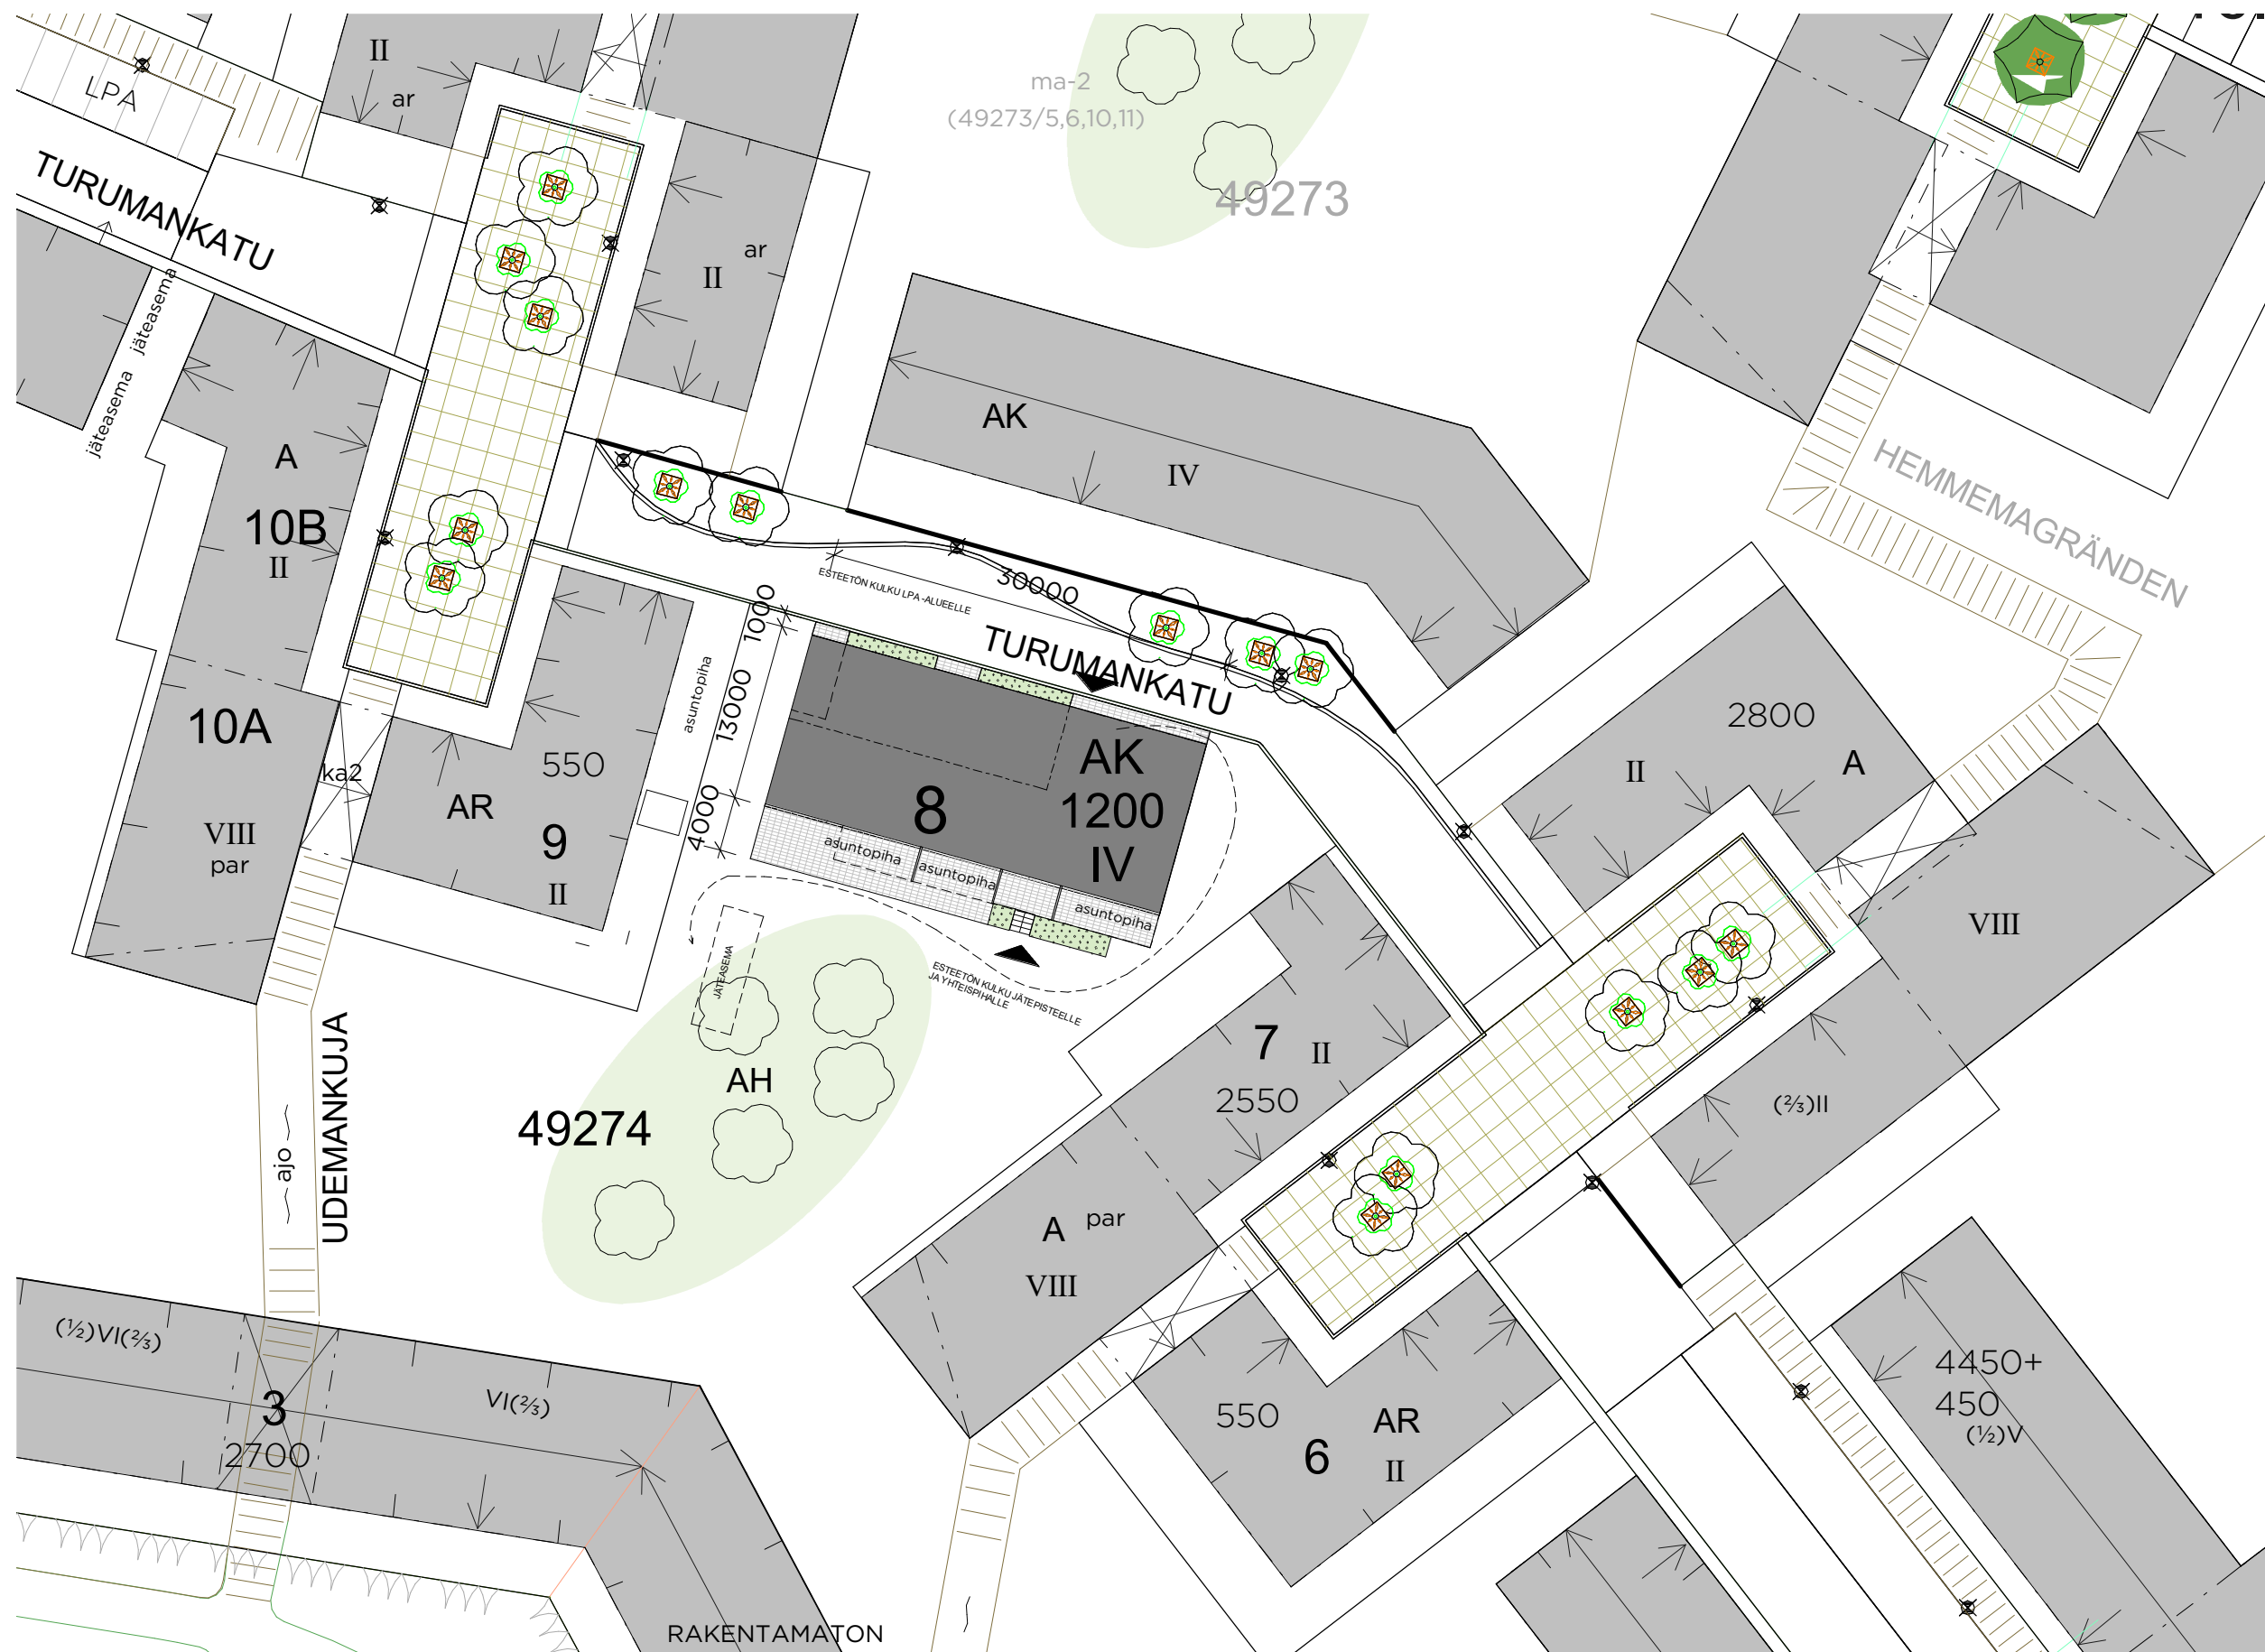 II
ar
LPA
TURUMANKATU
jäteasema
jäteasema
ma-2
(49273/5,6,10,11)
49273
ar
II
AK
IV
HEMMEMAGRÄNDEN
A
10B
II
10A
VIII
par
ka2
AR
550
9
II
asuntopiha
1000
13000
4000
ESTEETÖN KULKU LPA -ALUEELLE
30000
TURUMANKATU
AK
1200
IV
8
asuntopiha
asuntopiha
asuntopiha
ESTEETÖN KULKU JÄTEPISTEELLE
JA YHTEISPIHALLE
JÄTEASEMA
AH
49274
UDEMANKUJA
ajo
2800
II
A
VIII
(⅔)II
7
II
2550
A
par
VIII
(½)VI(⅔)
VI(⅔)
3
2700
550
AR
6
II
4450+
450
(½)V
RAKENTAMATON